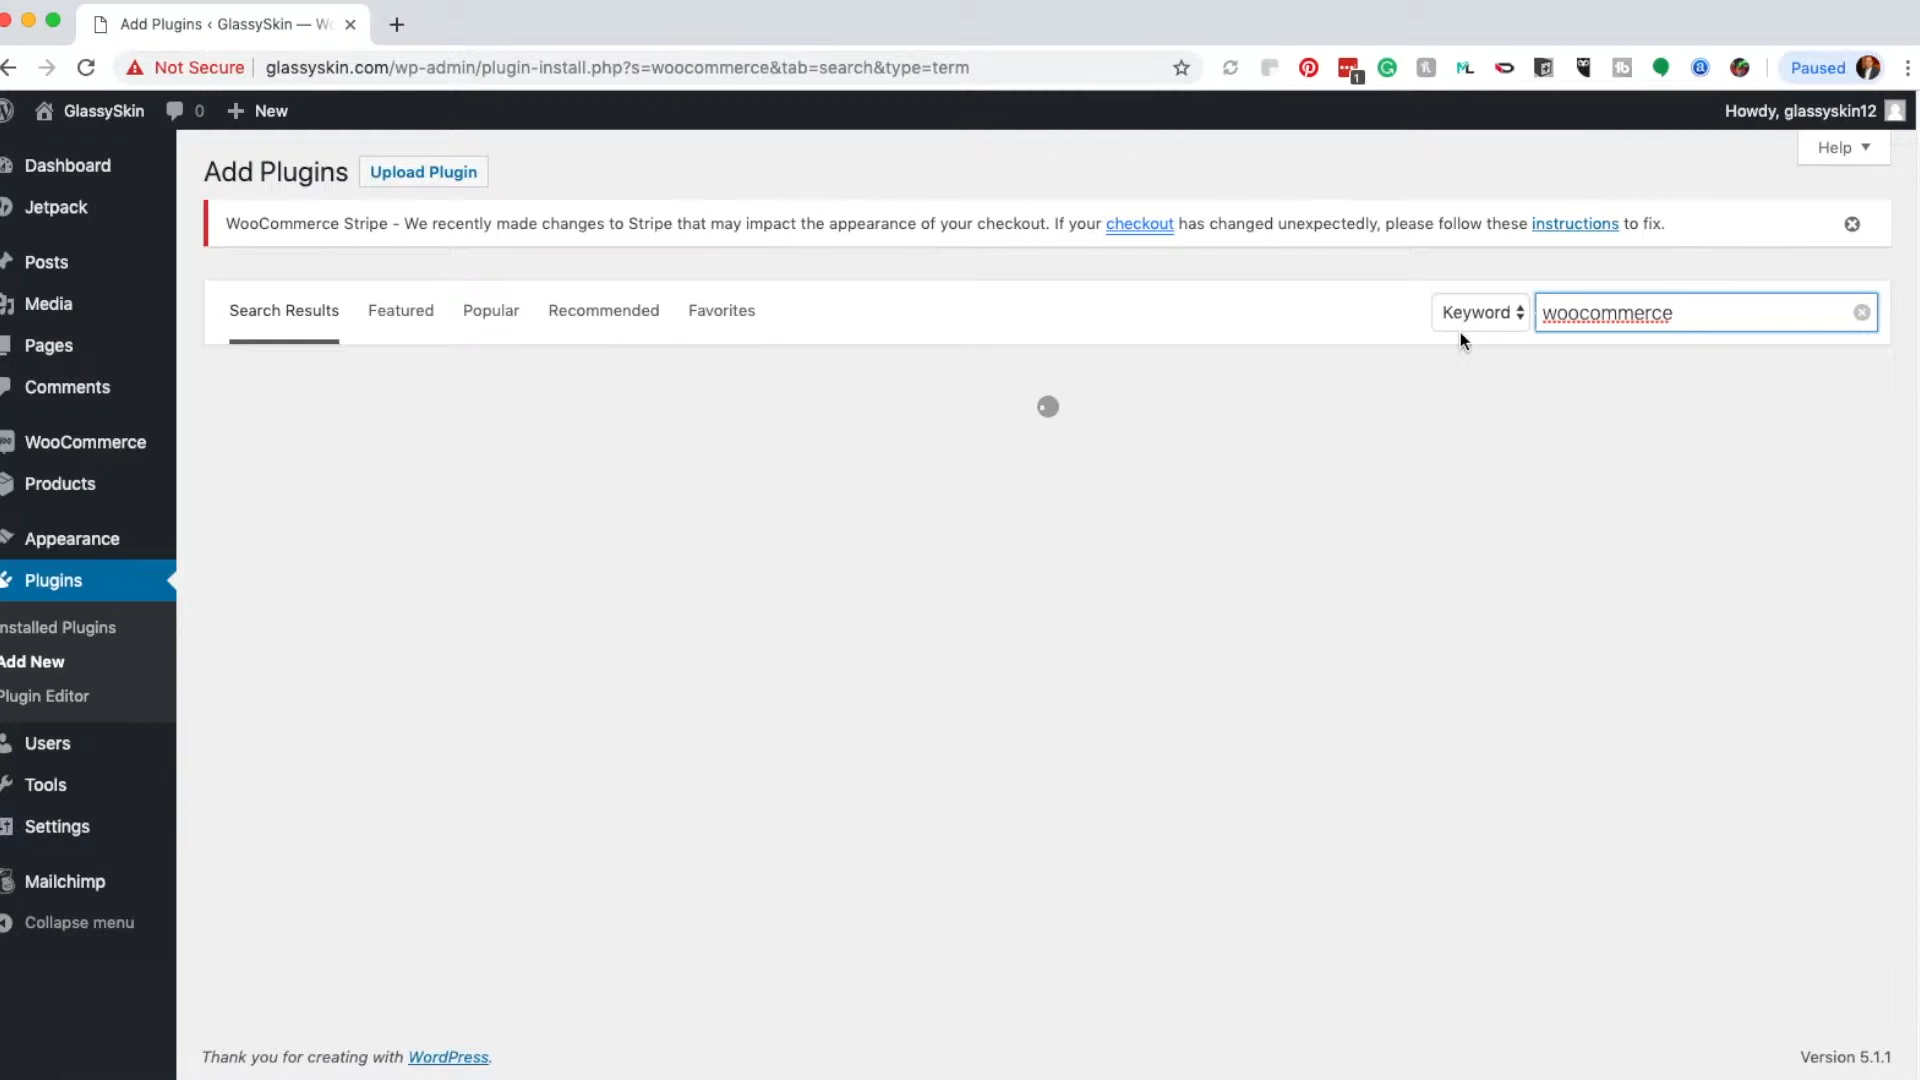 Add Plugins ‹ GlassySkin — Wo
Not Secure
glassyskin.com/wp-admin/plugin-install.php?s=woocommerce&tab=search&type=term
1
Paused
GlassySkin
0
New
Howdy, glassyskin12
Dashboard
Jetpack
Posts
Media
Pages
Comments
WooCommerce
Products
Appearance
Plugins
nstalled Plugins
Add New
Plugin Editor
Users
Tools
Settings
Mailchimp
Collapse menu
Add Plugins
Upload Plugin
Help
WooCommerce Stripe - We recently made changes to Stripe that may impact the appearance of your checkout. If your checkout has changed unexpectedly, please follow these instructions to fix.
Search Results
Featured
Popular
Recommended
Favorites
Keyword
woocommerce
Thank you for creating with WordPress.
Version 5.1.1